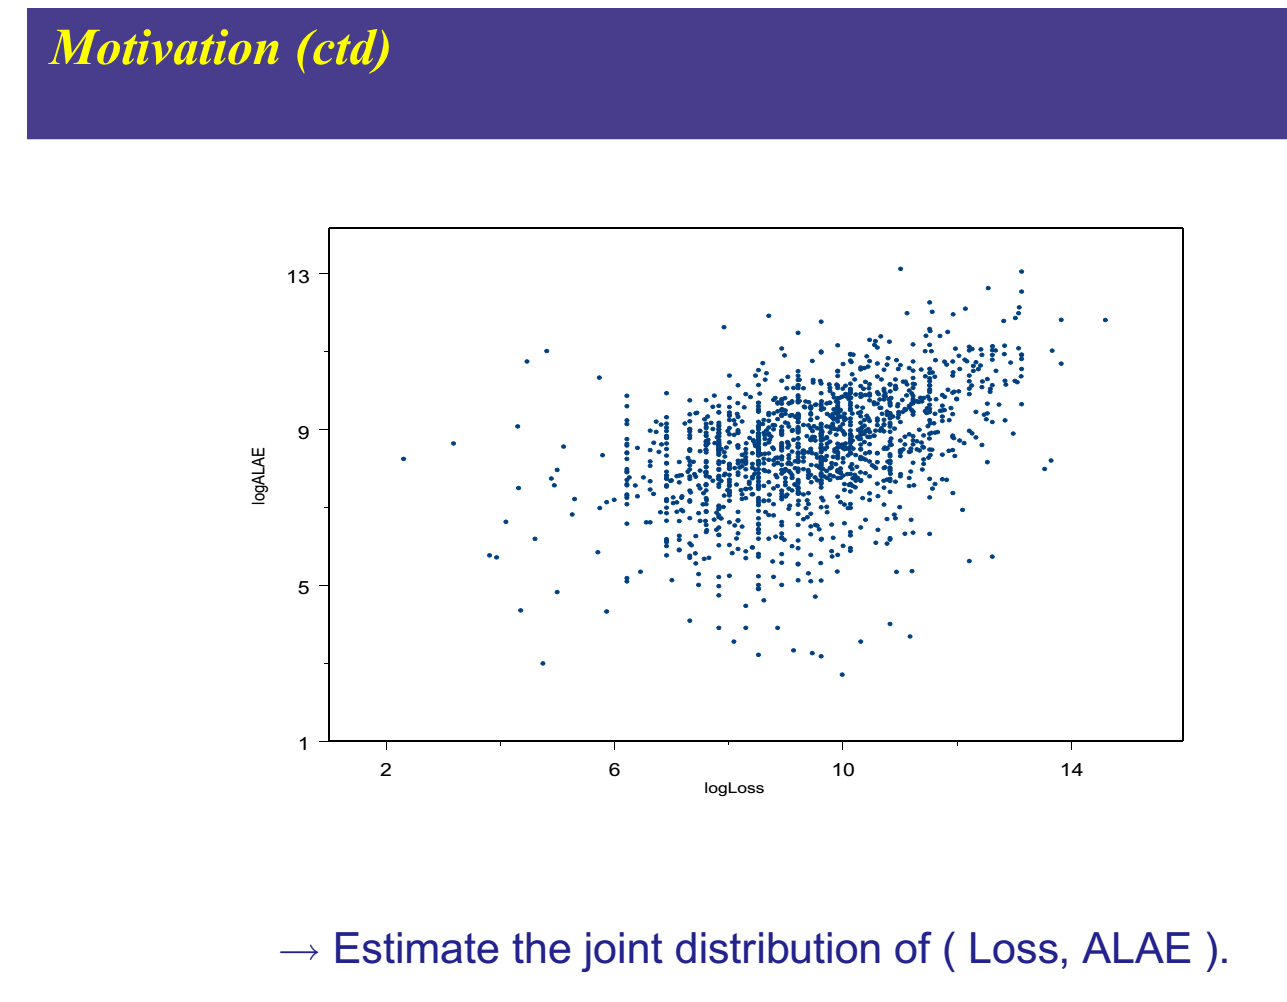 Motivation (ctd)
13
9
logALAE
5
1
2 6 10 14
logLoss
→ Estimate the joint distribution of ( Loss, ALAE ).